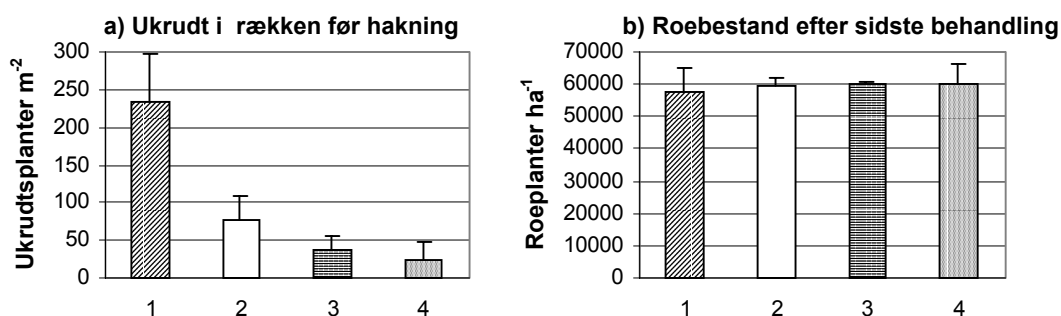 a) Ukrudt i rækken før hakning
Ukrudtsplanter m-2
300
250
200
150
100
50
0
1 2 3 4
b) Roebestand efter sidste behandling
Roeplanter ha-1
70000
60000
50000
40000
30000
20000
10000
0
1 2 3 4